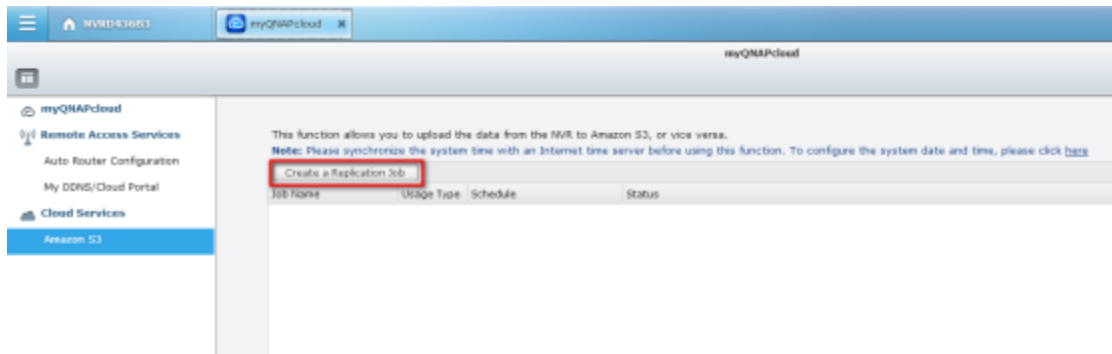 NVRD436B3
myQNAPcloud
myQNAPcloud
myQNAPcloud
Remote Access Services
Auto Router Configuration
My DDNS/Cloud Portal
Cloud Services
Amazon S3
This function allows you to upload the data from the NVR to Amazon S3, or vice versa.
Note: Please synchronize the system time with an Internet time server before using this function. To configure the system date and time, please click here
Create a Replication Job
Job Name Usage Type Schedule Status